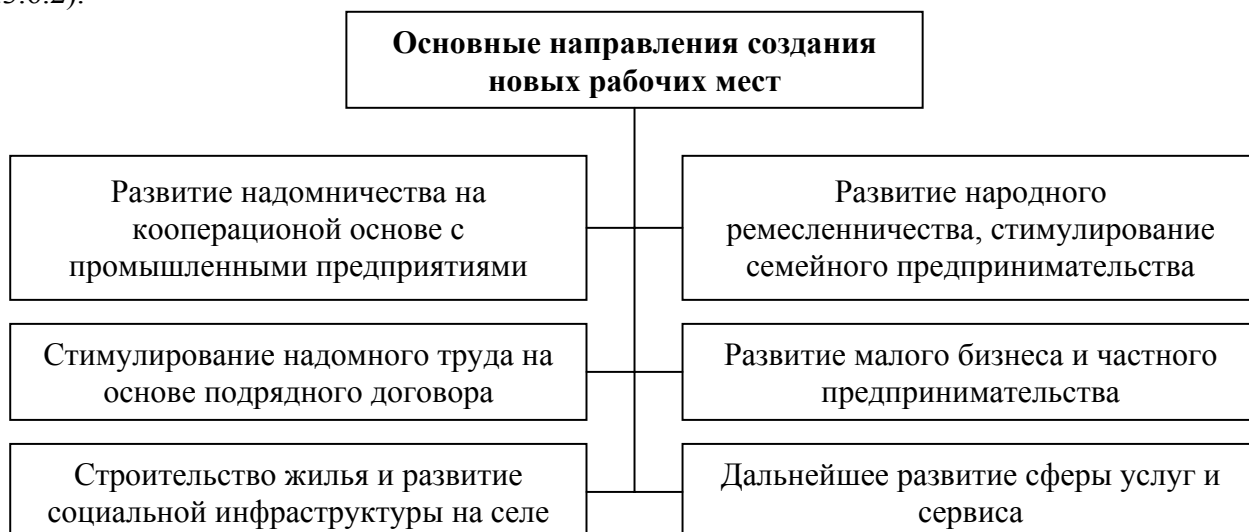 .3.6.2).
Основные направления создания
новых рабочих мест
Развитие надомничества на
кооперационой основе с
промышленными предприятиями
Развитие народного
ремесленничества, стимулирование
семейного предпринимательства
Стимулирование надомного труда на
основе подрядного договора
Развитие малого бизнеса и частного
предпринимательства
Строительство жилья и развитие
социальной инфраструктуры на селе
Дальнейшее развитие сферы услуг и
сервиса